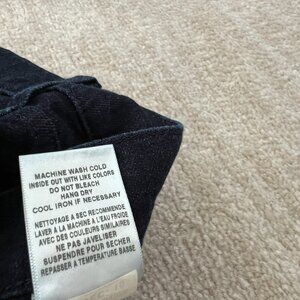 MACHINE WASH COLD
INSIDE OUT WITH LIKE COLORS
DO NOT BLEACH
HANG DRY
COOL IRON IF NECESSARY
NETTOYAGE A SEC RECOMMENDE
LAVER A LA MACHINE A L'EAU FROIDE
AVEC DES COULEURS SIMILAIRES
NE PAS JAVELISER
SUSPENDRE POUR SECHER
REPASSER A TEMPERATURE BASSE